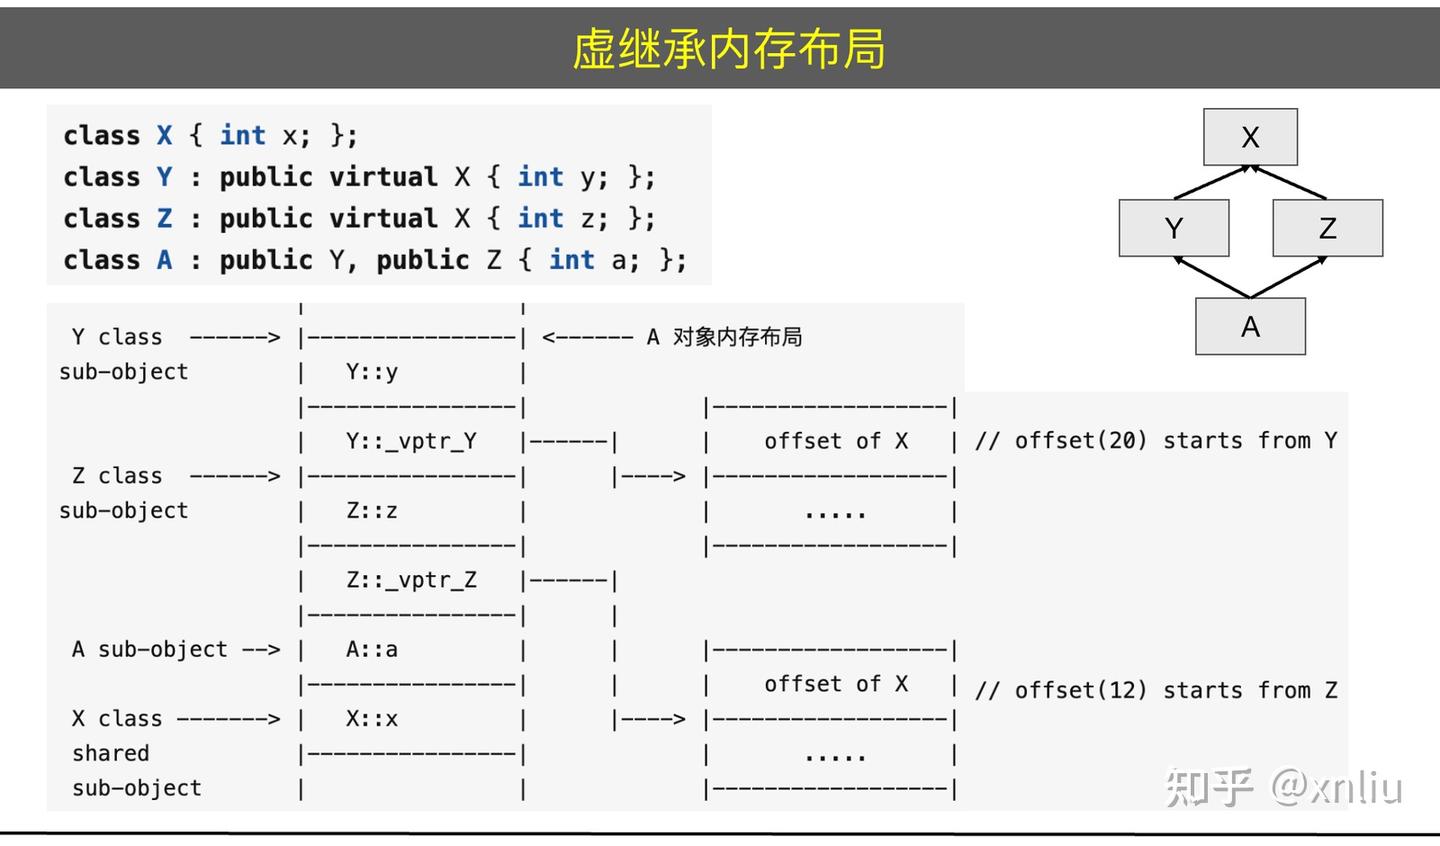 虚继承内存布局
class X { int x; };
class Y : public virtual X { int y; };
class Z : public virtual X { int z; };
class A : public Y, public Z { int a; };
X
Y Z
A
Y class ------> |----------------| <------ A 对象内存布局
sub-object | Y::y |
|----------------| |------------------|
| Y::_vptr_Y |------| | offset of X | // offset(20) starts from Y
Z class ------> |----------------| |----> |------------------|
sub-object | Z::z | | ..... |
|----------------| |------------------|
| Z::_vptr_Z |------|
|----------------| |
A sub-object --> | A::a | | |------------------|
|----------------| | | offset of X | // offset(12) starts from Z
X class -------> | X::x | |----> |------------------|
shared |----------------| | ..... |
sub-object | | |------------------|
知乎 @xnliu